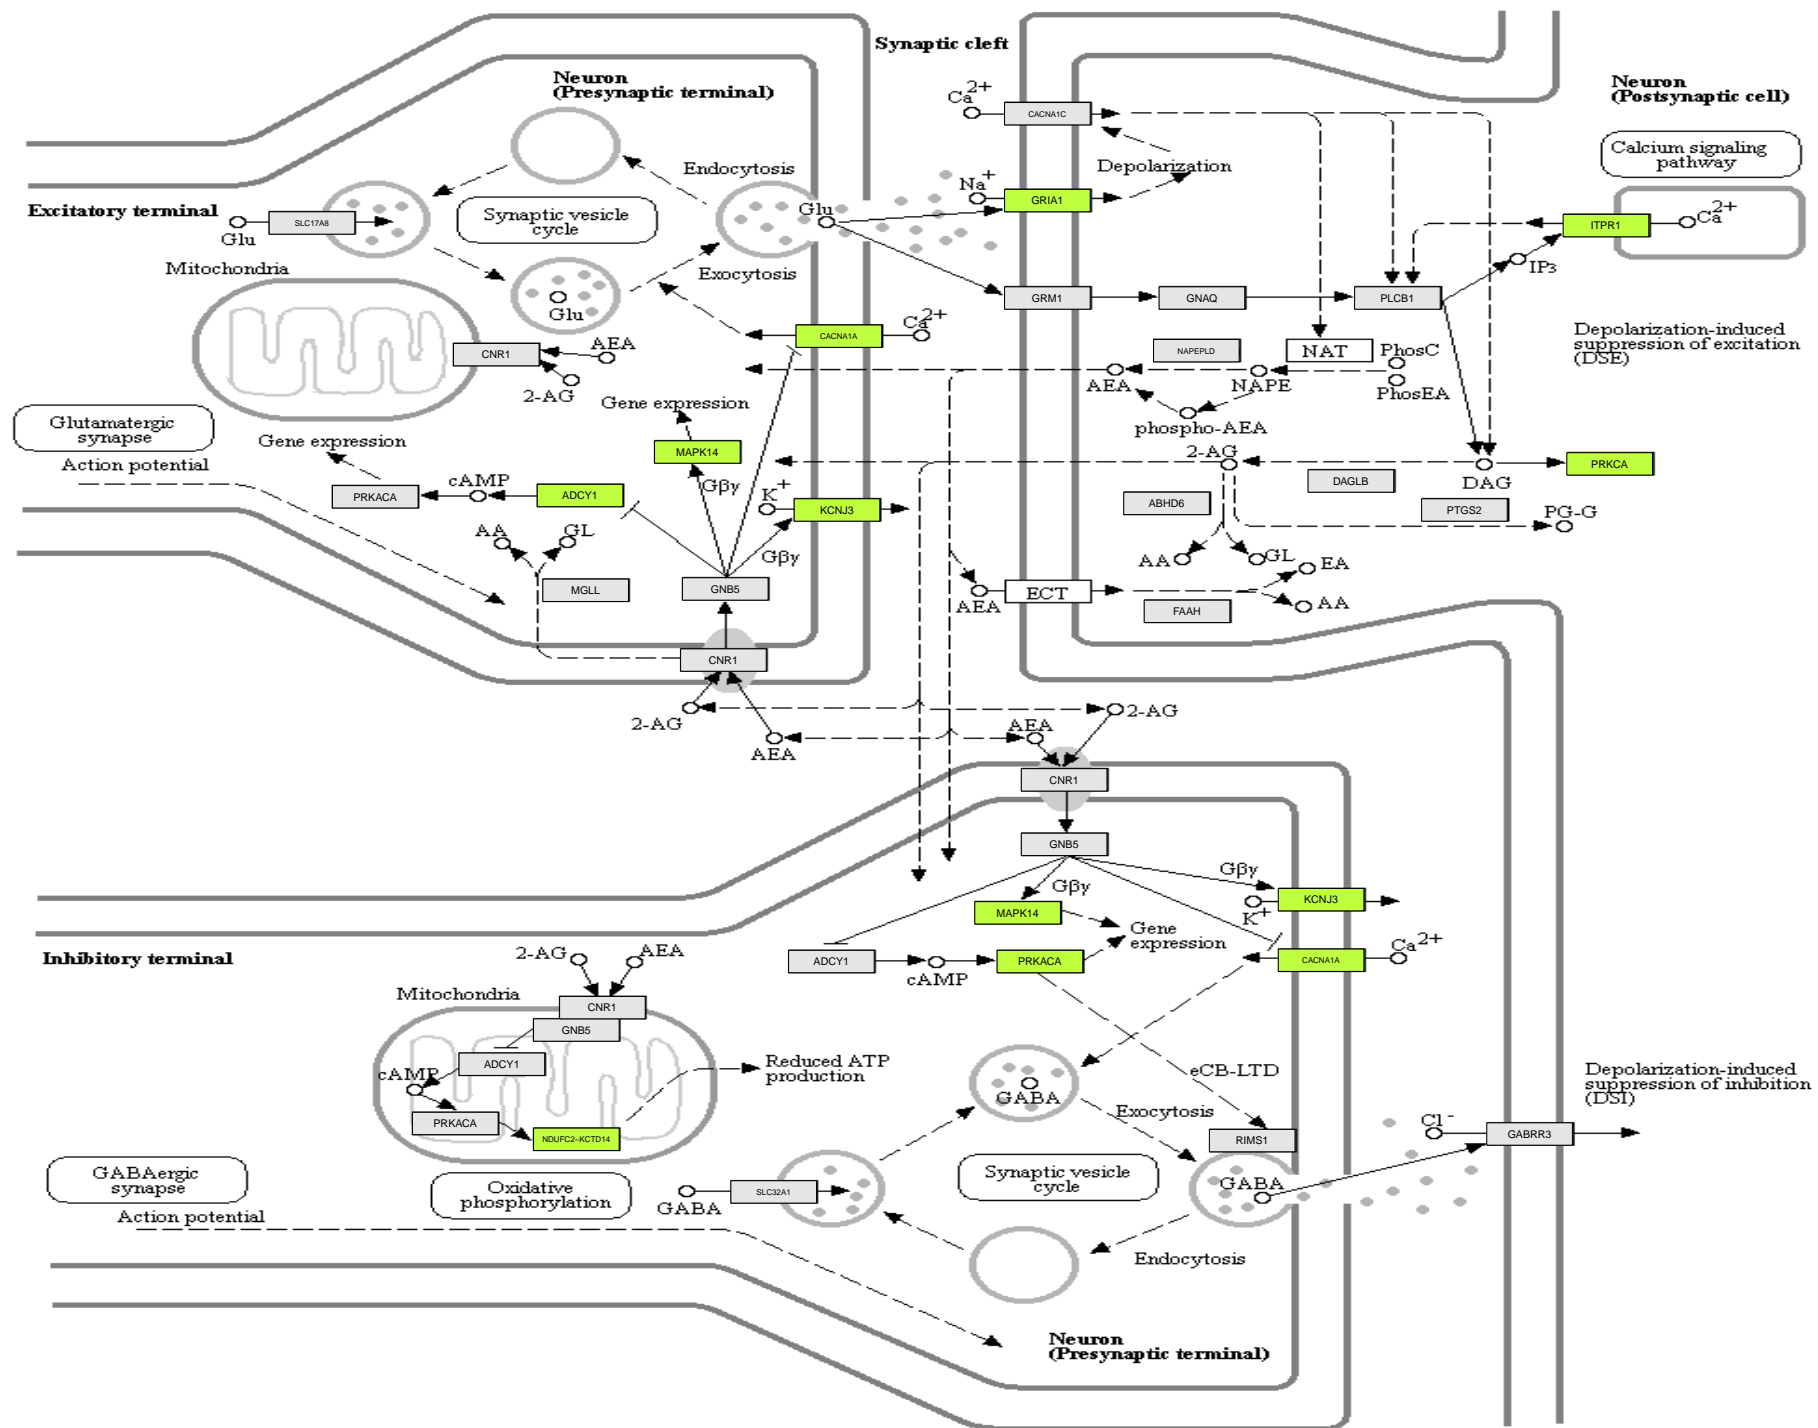 Synaptic cleft
Neuron
(Presynaptic terminal)
Neuron
(Postsynaptic cell)
Ca2+
CACNA1C
Calcium signaling
pathway
Endocytosis
Depolarization
Na+
GRIA1
Excitatory terminal
SLC17A8
Glu
Synaptic vesicle
cycle
Glu
ITPR1
Ca2+
Mitochondria
Exocytosis
IP3
Glu
GRM1
GNAQ
PLCB1
CACNA1A
Ca2+
Depolarization-induced
suppression of excitation
(DSE)
CNR1
AEA
2-AG
NAPEPLD
NAT
PhosC
PhosEA
AEA
NAPE
phospho-AEA
Glutamatergic
synapse
Gene expression
Gene expression
Action potential
MAPK14
Gβγ
2-AG
DAGLB
DAG
PRKCA
PRKACA
cAMP
ADCY1
K+
KCNJ3
ABHD6
PTGS2
PG-G
AA
GL
Gβγ
AA
GL
EA
MGLL
GNB5
AEA
ECT
FAAH
AA
CNR1
2-AG
AEA
AEA
2-AG
CNR1
GNB5
Gβγ
Gβγ
KCNJ3
K+
MAPK14
Gene
expression
Inhibitory terminal
2-AG
AEA
ADCY1
cAMP
PRKACA
CACNA1A
Ca2+
Mitochondria
CNR1
GNB5
ADCY1
cAMP
Reduced ATP
production
PRKACA
NDUFC2-KCTD14
GABA
eCB-LTD
Exocytosis
Depolarization-induced
suppression of inhibition
(DSI)
RIMS1
Cl-
GABRR3
GABAergic
synapse
Oxidative
phosphorylation
GABA
SLC32A1
Synaptic vesicle
cycle
GABA
Action potential
Endocytosis
Neuron
(Presynaptic terminal)